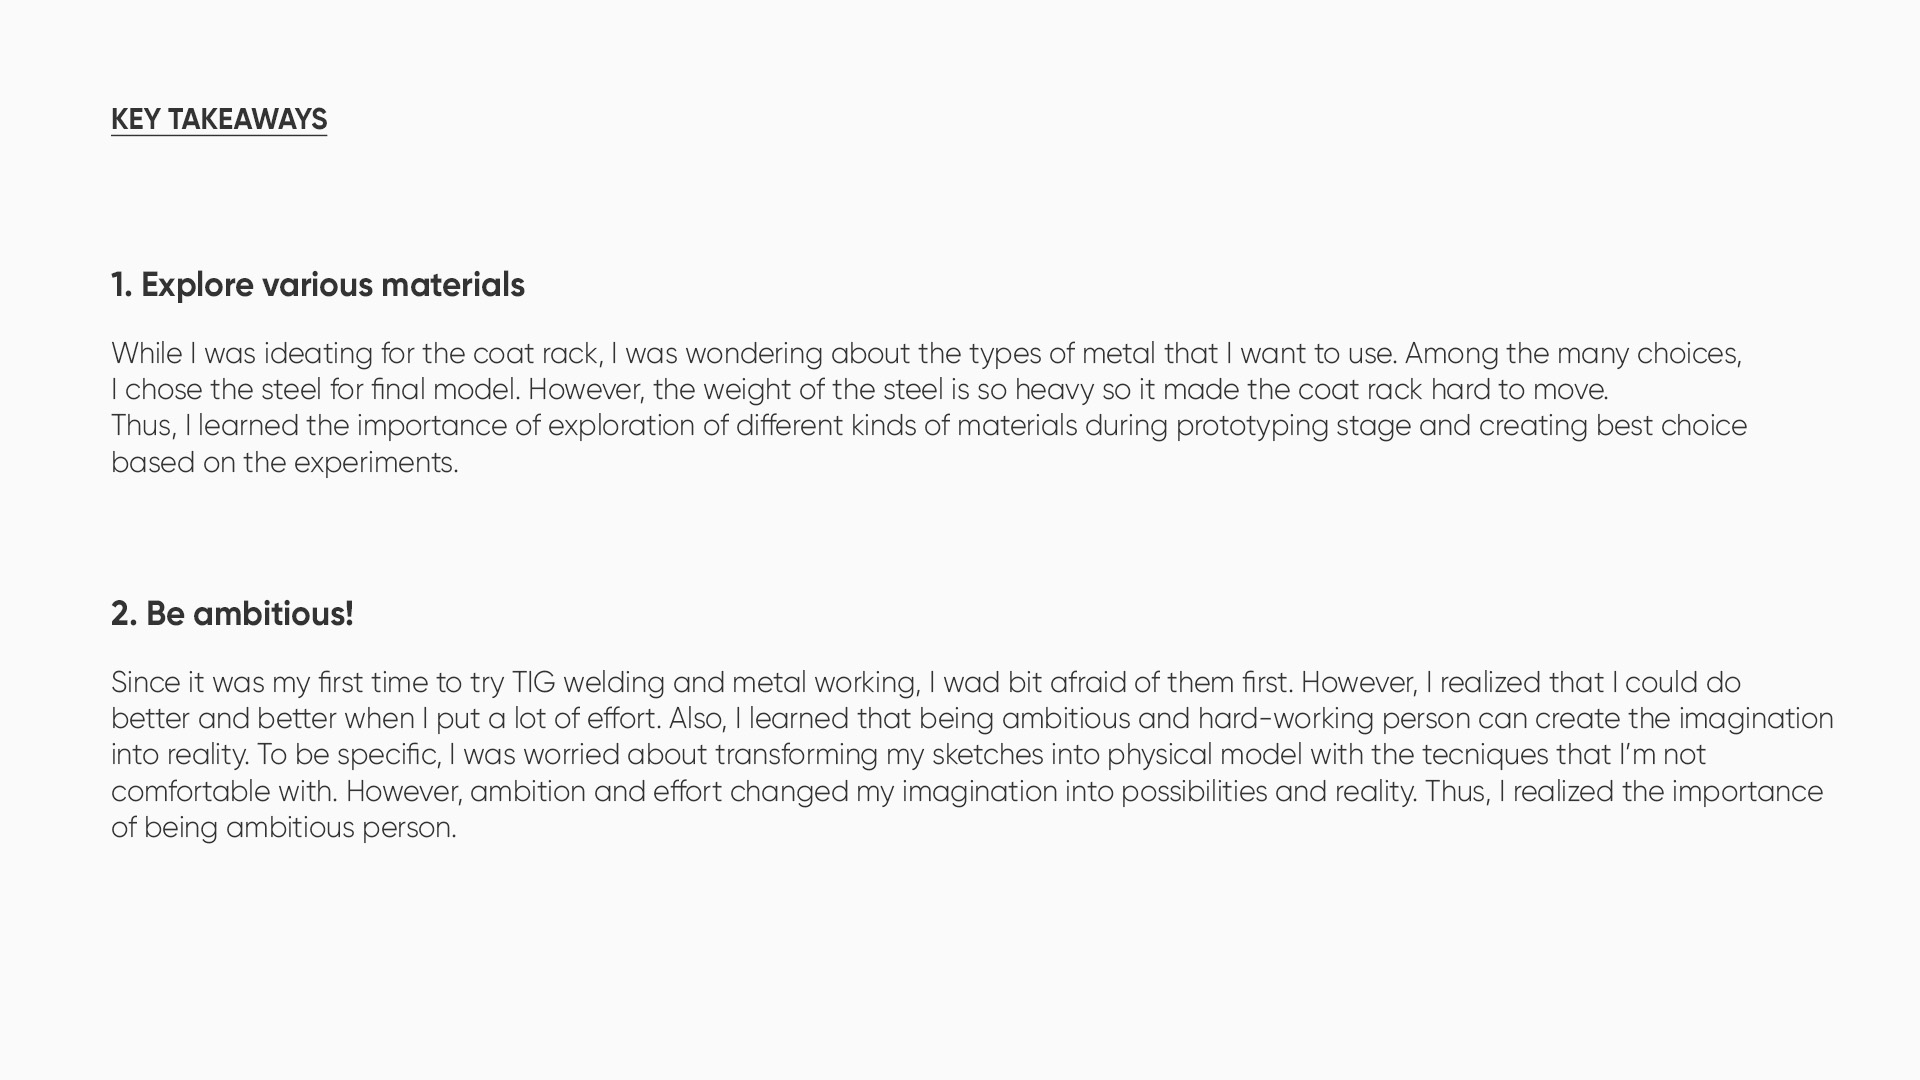 KEY TAKEAWAYS
1. Explore various materials
While I was ideating for the coat rack, I was wondering about the types of metal that I want to use. Among the many choices,
I chose the steel for final model. However, the weight of the steel is so heavy so it made the coat rack hard to move.
Thus, I learned the importance of exploration of different kinds of materials during prototyping stage and creating best choice
based on the experiments.
2. Be ambitious!
Since it was my first time to try TIG welding and metal working, I wad bit afraid of them first. However, I realized that I could do
better and better when I put a lot of effort. Also, I learned that being ambitious and hard-working person can create the imagination
into reality. To be specific, I was worried about transforming my sketches into physical model with the tecniques that I’m not
comfortable with. However, ambition and effort changed my imagination into possibilities and reality. Thus, I realized the importance
of being ambitious person.